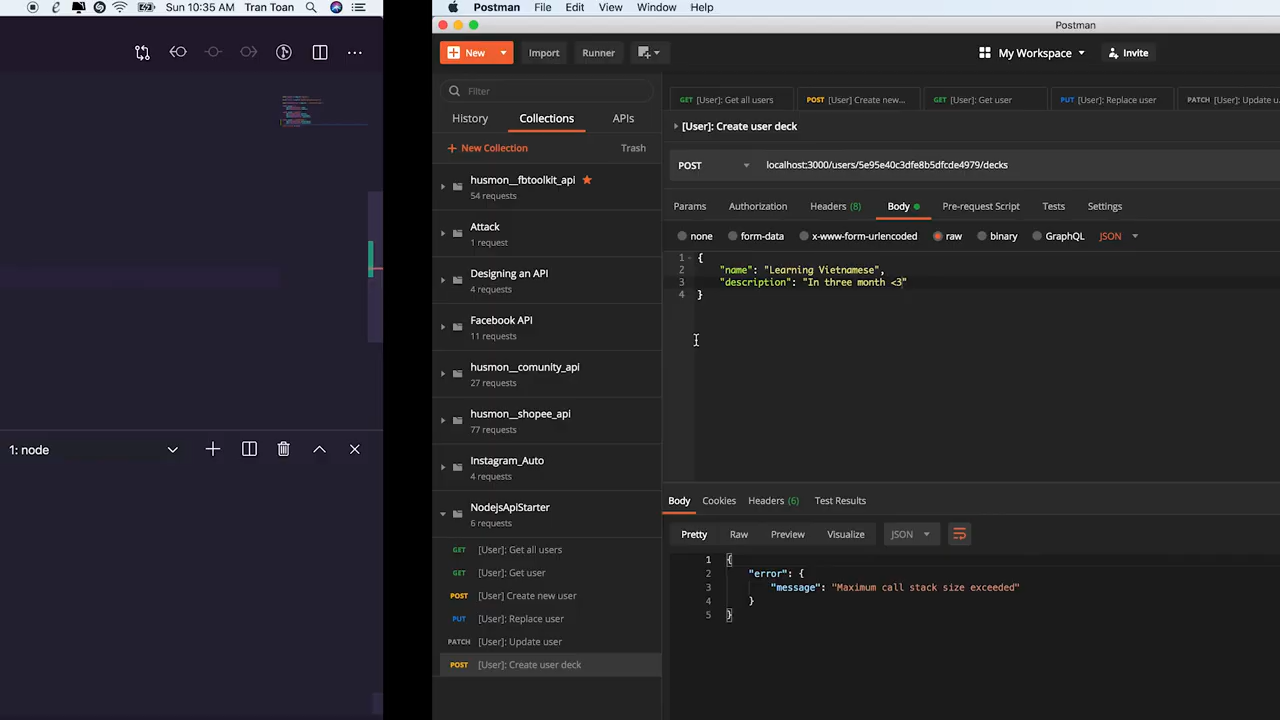 Sun 10:35 AM Tran Toan
1: node
Postman File Edit View Window Help
Postman
New Import Runner My Workspace Invite
Filter
History Collections APIs
New Collection Trash
husmon__fbtoolkit_api
54 requests
Attack
1 request
Designing an API
4 requests
Facebook API
11 requests
husmon__comunity_api
27 requests
husmon__shopee_api
77 requests
Instagram_Auto
4 requests
NodejsApiStarter
6 requests
GET [User]: Get all users
GET [User]: Get user
POST [User] Create new user
PUT [User]: Replace user
PATCH [User]: Update user
POST [User]: Create user deck
GET [User]: Get all users POST [User] Create new... GET [User]: Get user PUT [User]: Replace user PATCH [User]: Update u
[User]: Create user deck
POST localhost:3000/users/5e95e40c3dfe8b5dfcde4979/decks
Params Authorization Headers (8) Body Pre-request Script Tests Settings
none form-data x-www-form-urlencoded raw binary GraphQL JSON
1 {
2 "name": "Learning Vietnamese",
3 "description": "In three month <3"
4 }
Body Cookies Headers (6) Test Results
Pretty Raw Preview Visualize JSON
1 {
2 "error": {
3 "message": "Maximum call stack size exceeded"
4 }
5 }